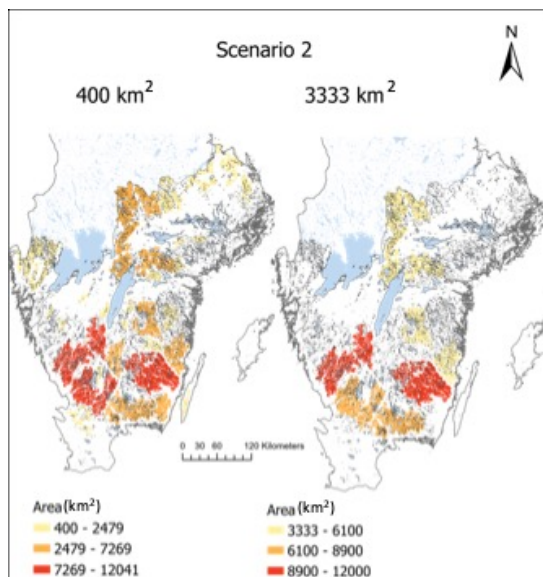 N
Scenario 2
400 km²
3333 km²
0 30 60 120 Kilometers
Area (km²)
400 - 2479
2479 - 7269
7269 - 12041
Area (km²)
3333 - 6100
6100 - 8900
8900 - 12000